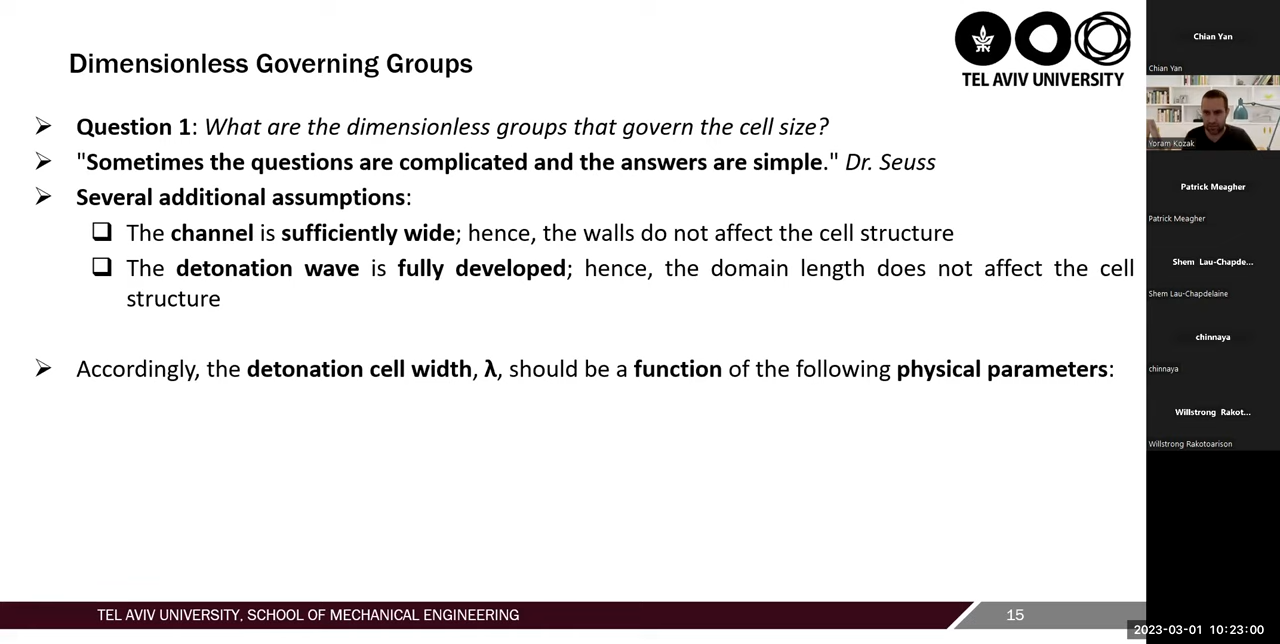 Dimensionless Governing Groups
TEL AVIV UNIVERSITY
➢ Question 1: What are the dimensionless groups that govern the cell size?
➢ "Sometimes the questions are complicated and the answers are simple." Dr. Seuss
➢ Several additional assumptions:
❑ The channel is sufficiently wide; hence, the walls do not affect the cell structure
❑ The detonation wave is fully developed; hence, the domain length does not affect the cell
structure
➢ Accordingly, the detonation cell width, λ, should be a function of the following physical parameters:
TEL AVIV UNIVERSITY, SCHOOL OF MECHANICAL ENGINEERING
15
Chian Yan
Chian Yan
Yoram Kozak
Patrick Meagher
Patrick Meagher
Shem Lau-Chapde...
Shem Lau-Chapdelaine
chinnaya
chinnaya
Willstrong Rakot...
Willstrong Rakotoarison
2023-03-01 10:23:00